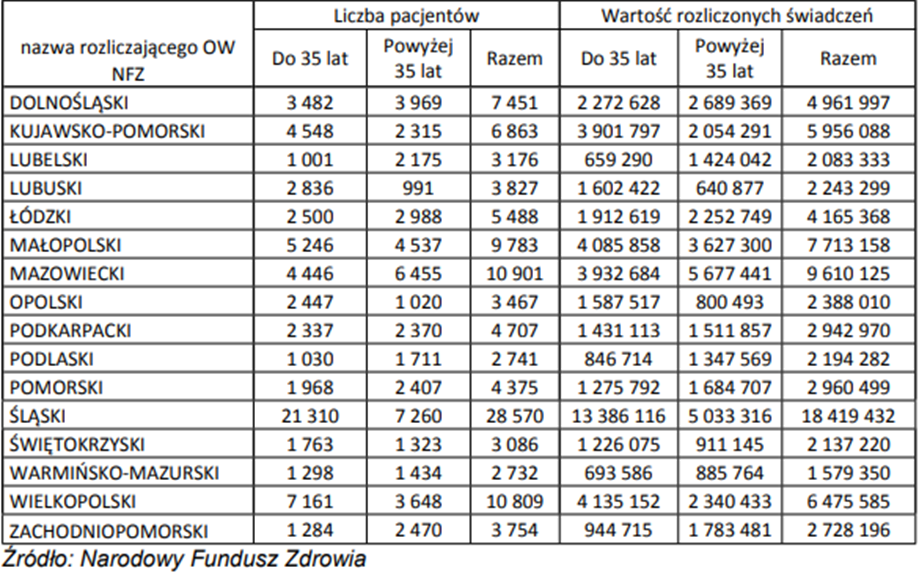 Liczba pacjentów Wartość rozliczonych świadczeń
nazwa rozliczającego OW NFZ Do 35 lat Powyżej 35 lat Razem Do 35 lat Powyżej 35 lat Razem
DOLNOŚLĄSKI 3 482 3 969 7 451 2 272 628 2 689 369 4 961 997
KUJAWSKO-POMORSKI 4 548 2 315 6 863 3 901 797 2 054 291 5 956 088
LUBELSKI 1 001 2 175 3 176 659 290 1 424 042 2 083 333
LUBUSKI 2 836 991 3 827 1 602 422 640 877 2 243 299
ŁÓDZKI 2 500 2 988 5 488 1 912 619 2 252 749 4 165 368
MAŁOPOLSKI 5 246 4 537 9 783 4 085 858 3 627 300 7 713 158
MAZOWIECKI 4 446 6 455 10 901 3 932 684 5 677 441 9 610 125
OPOLSKI 2 447 1 020 3 467 1 587 517 800 493 2 388 010
PODKARPACKI 2 337 2 370 4 707 1 431 113 1 511 857 2 942 970
PODLASKI 1 030 1 711 2 741 846 714 1 347 569 2 194 282
POMORSKI 1 968 2 407 4 375 1 275 792 1 684 707 2 960 499
ŚLĄSKI 21 310 7 260 28 570 13 386 116 5 033 316 18 419 432
ŚWIĘTOKRZYSKI 1 763 1 323 3 086 1 226 075 911 145 2 137 220
WARMIŃSKO-MAZURSKI 1 298 1 434 2 732 693 586 885 764 1 579 350
WIELKOPOLSKI 7 161 3 648 10 809 4 135 152 2 340 433 6 475 585
ZACHODNIOPOMORSKI 1 284 2 470 3 754 944 715 1 783 481 2 728 196
Źródło: Narodowy Fundusz Zdrowia